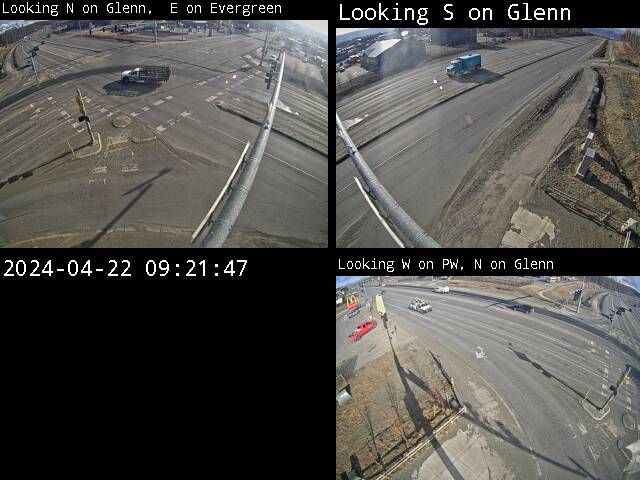 Looking N on Glenn,  E on Evergreen
Looking S on Glenn
2024-04-22 09:21:47
Looking W on PW, N on Glenn